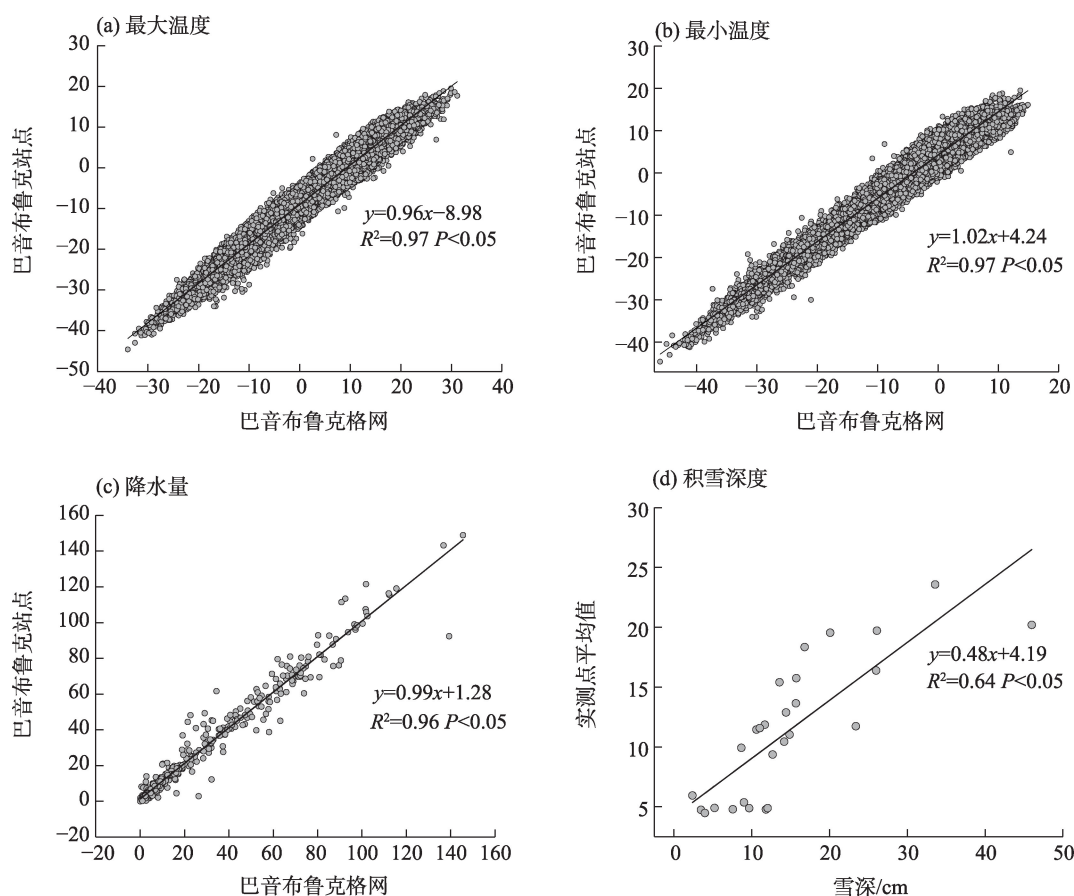 (a) 最大温度
30
20
10
0
−10
−20
−30
−40
−50
巴音布鲁克站点
y=0.96x−8.98
R²=0.97 P<0.05
−40 −30 −20 −10 0 10 20 30 40
巴音布鲁克格网
(b) 最小温度
30
20
10
0
−10
−20
−30
−40
巴音布鲁克站点
y=1.02x+4.24
R²=0.97 P<0.05
−40 −30 −20 −10 0 10 20
巴音布鲁克格网
(c) 降水量
160
140
120
100
80
60
40
20
0
−20
巴音布鲁克站点
y=0.99x+1.28
R²=0.96 P<0.05
−20 0 20 40 60 80 100 120 140 160
巴音布鲁克格网
(d) 积雪深度
30
25
20
15
10
5
实测点平均值
y=0.48x+4.19
R²=0.64 P<0.05
0 10 20 30 40 50
雪深/cm